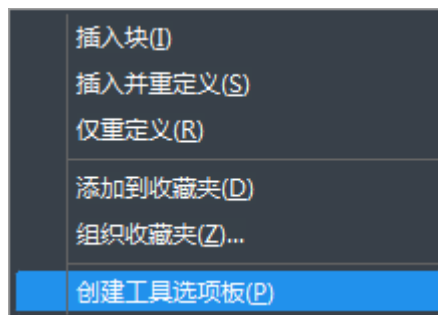 插入块(I)
插入并重定义(S)
仅重定义(R)
添加到收藏夹(D)
组织收藏夹(Z)...
创建工具选项板(P)